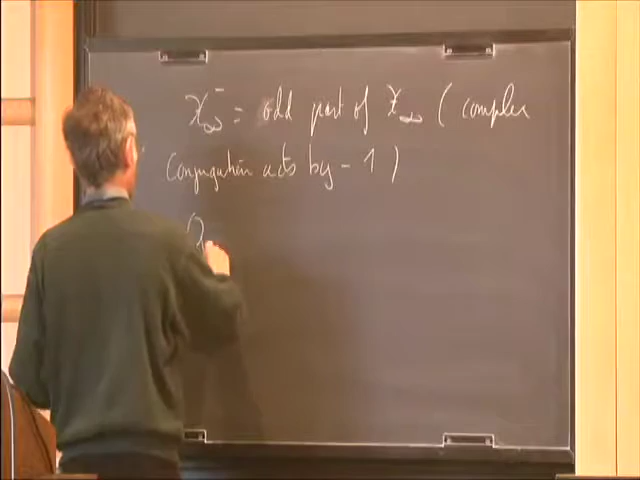 X∞⁻ = odd part of X∞ (complex
conjugation acts by -1)